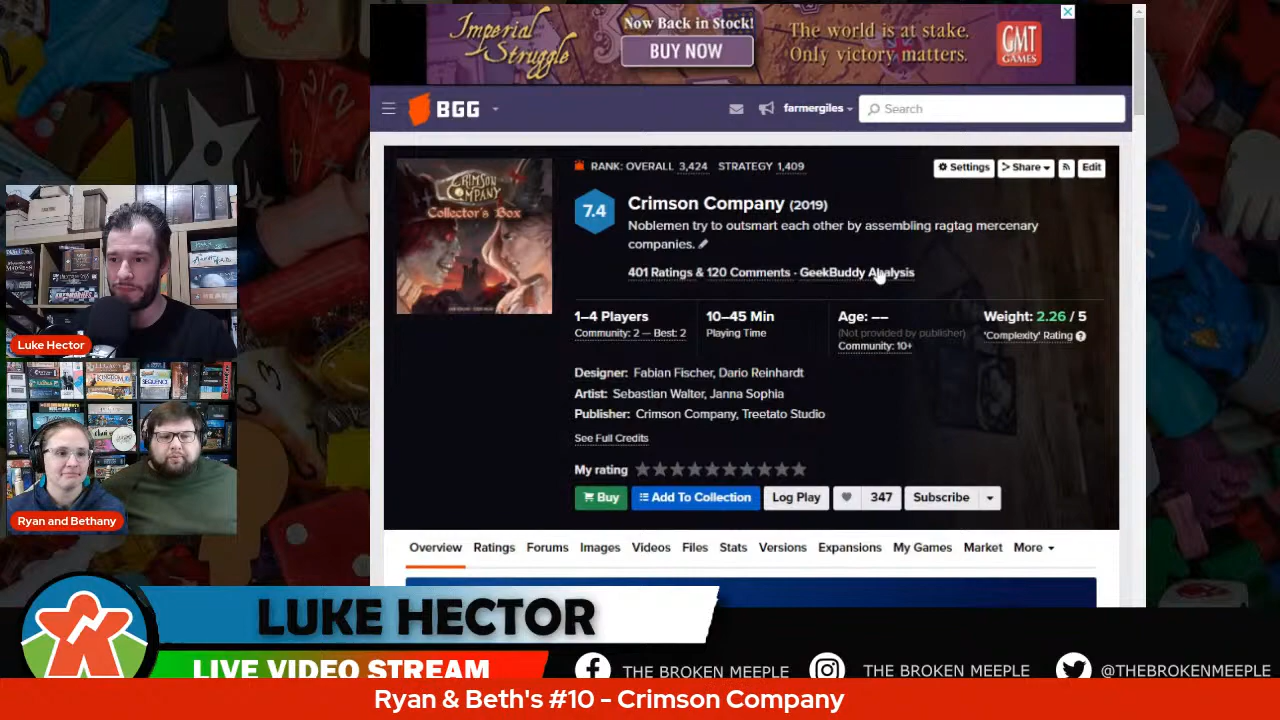 Imperial
Struggle
Now Back in Stock!
BUY NOW
The world is at stake.
Only victory matters.
GMT
GAMES
BGG
farmergiles
Search
CRIMSON
COMPANY
Collector's Box
RANK: OVERALL 3,424 STRATEGY 1,409
Settings
Share
Edit
7.4
Crimson Company (2019)
Noblemen try to outsmart each other by assembling ragtag mercenary
companies.
401 Ratings & 120 Comments · GeekBuddy Analysis
1–4 Players
Community: 2 — Best: 2
10–45 Min
Playing Time
Age: ––
(Not provided by publisher)
Community: 10+
Weight: 2.26 / 5
'Complexity' Rating
Designer: Fabian Fischer, Dario Reinhardt
Artist: Sebastian Walter, Janna Sophia
Publisher: Crimson Company, Treetato Studio
See Full Credits
My rating
Buy
Add To Collection
Log Play
347
Subscribe
Overview Ratings Forums Images Videos Files Stats Versions Expansions My Games Market More
Luke Hector
KINGDOM
SEQUENCE
Ryan and Bethany
LUKE HECTOR
LIVE VIDEO STREAM
THE BROKEN MEEPLE
THE BROKEN MEEPLE
@THEBROKENMEEPLE
Ryan & Beth's #10 - Crimson Company